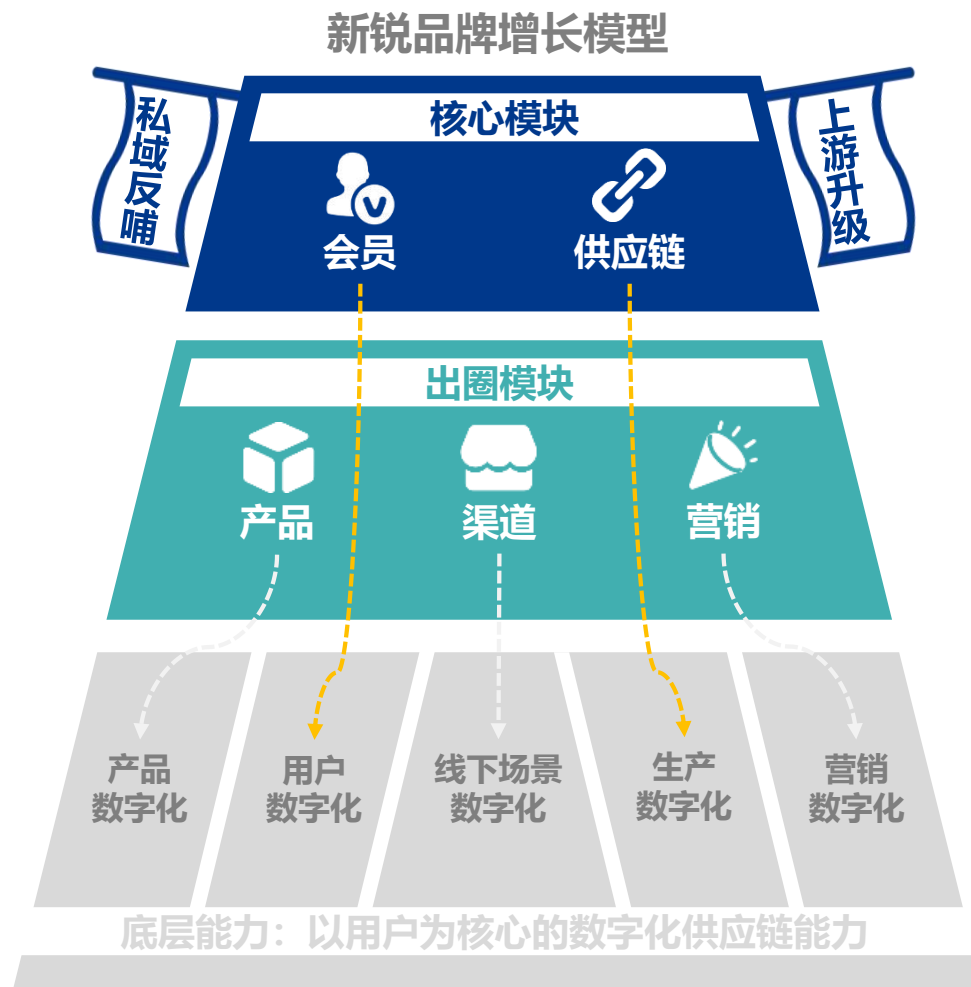 新锐品牌增长模型
私域反哺
核心模块
上游升级
会员
供应链
出圈模块
产品
渠道
营销
产品
数字化
用户
数字化
线下场景
数字化
生产
数字化
营销
数字化
底层能力：以用户为核心的数字化供应链能力